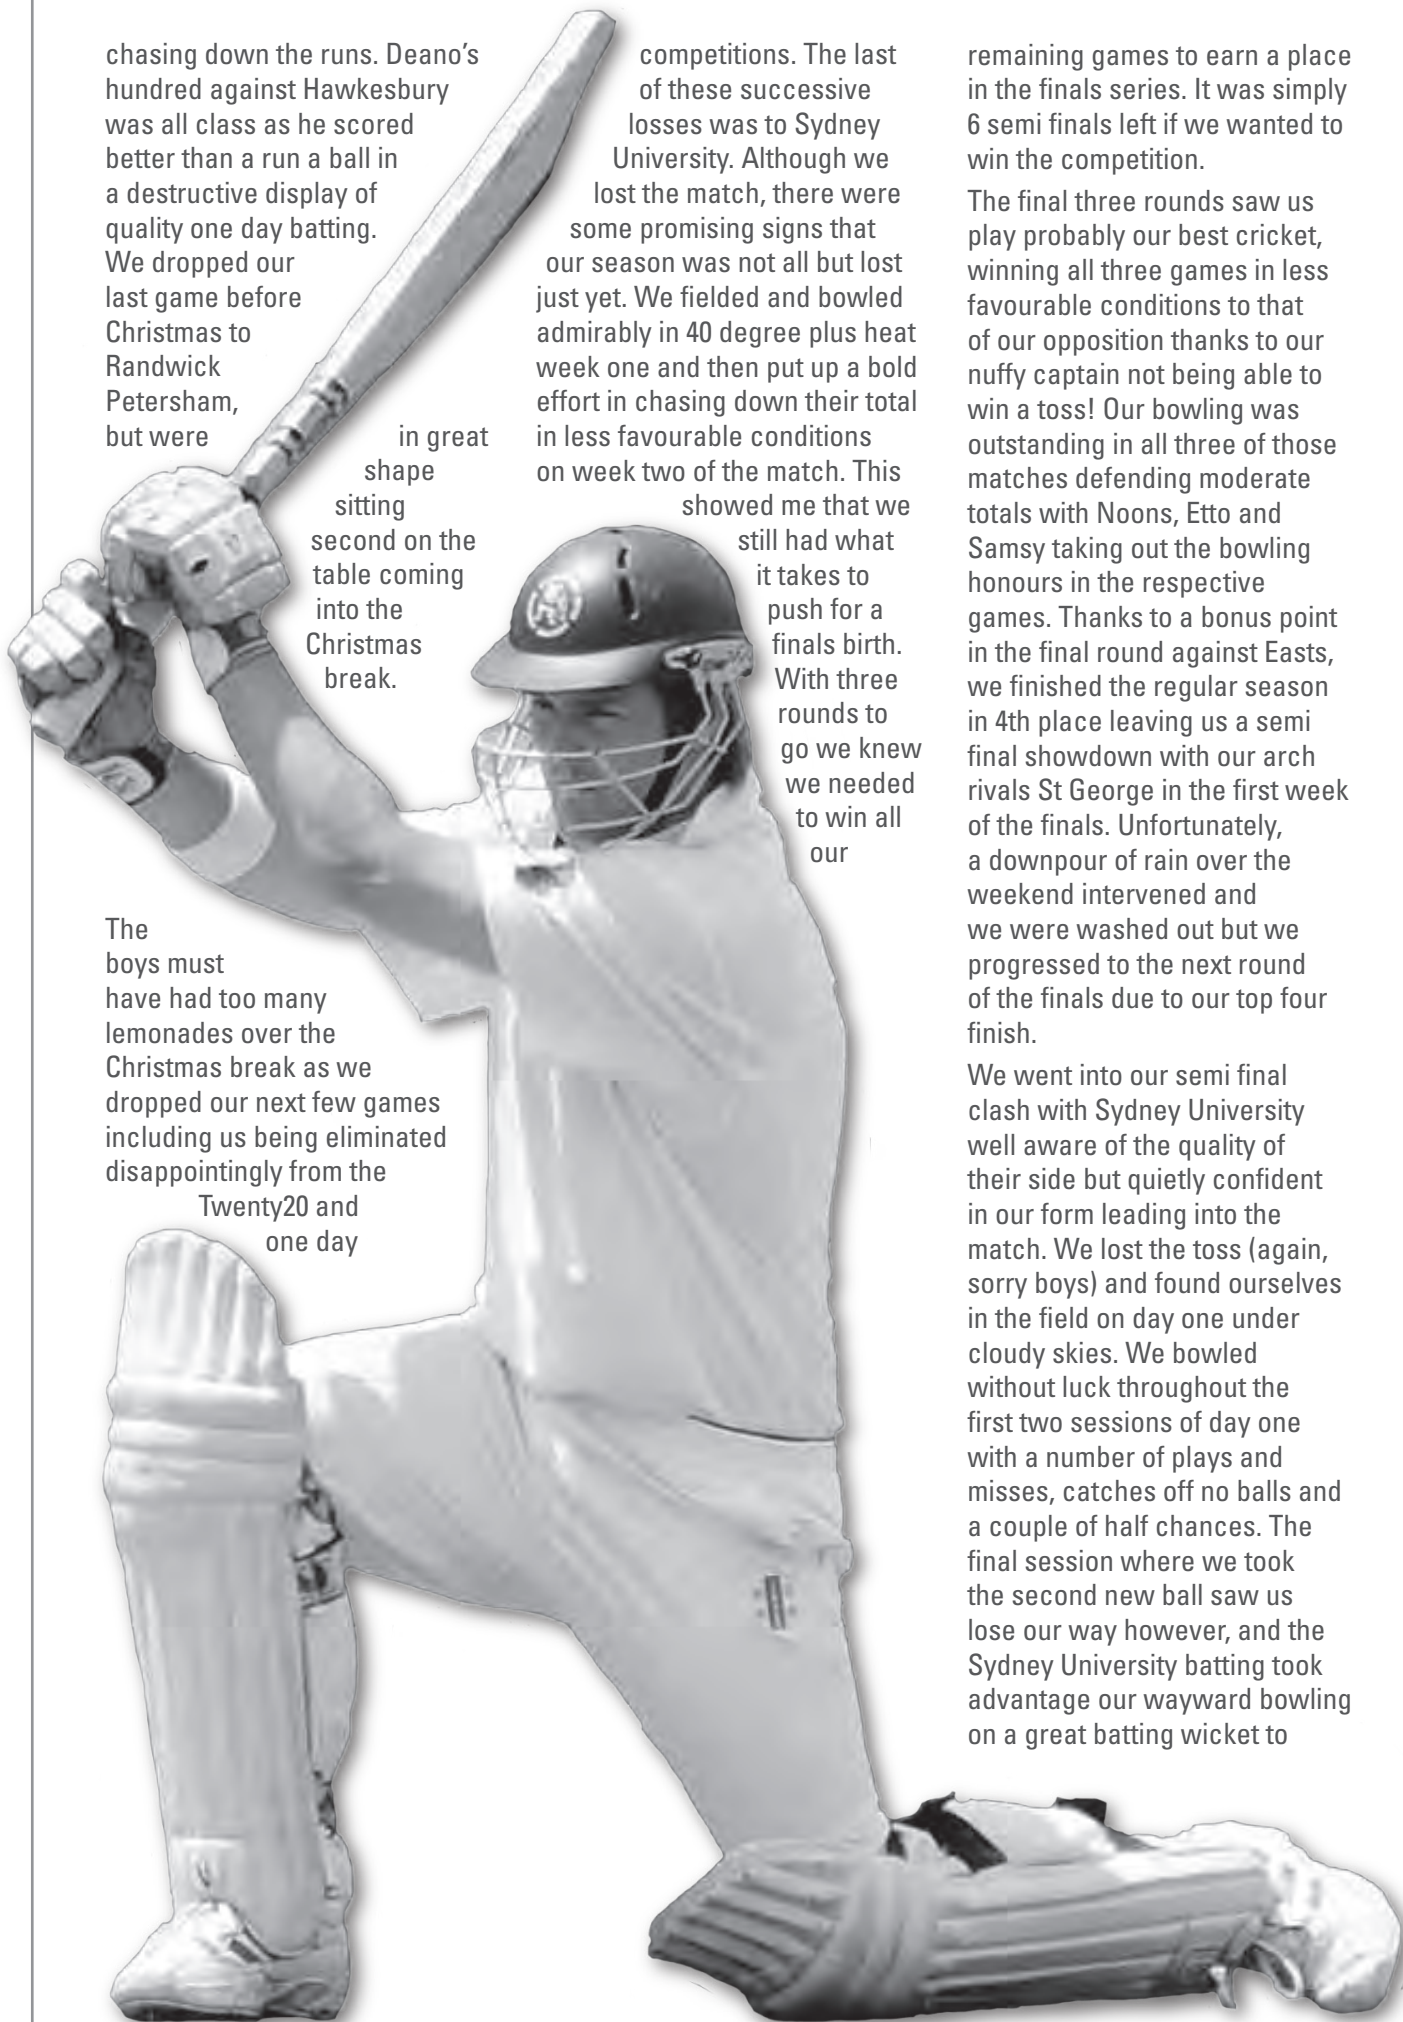 chasing down the runs. Deano’s
hundred against Hawkesbury
was all class as he scored
better than a run a ball in
a destructive display of
quality one day batting.
We dropped our
last game before
Christmas to
Randwick
Petersham,
but were
in great
shape
sitting
second on the
table coming
into the
Christmas
break.
The
boys must
have had too many
lemonades over the
Christmas break as we
dropped our next few games
including us being eliminated
disappointingly from the
Twenty20 and
one day
competitions. The last
of these successive
losses was to Sydney
University. Although we
lost the match, there were
some promising signs that
our season was not all but lost
just yet. We fielded and bowled
admirably in 40 degree plus heat
week one and then put up a bold
effort in chasing down their total
in less favourable conditions
on week two of the match. This
showed me that we
still had what
it takes to
push for a
finals birth.
With three
rounds to
go we knew
we needed
to win all
our
remaining games to earn a place
in the finals series. It was simply
6 semi finals left if we wanted to
win the competition.
The final three rounds saw us
play probably our best cricket,
winning all three games in less
favourable conditions to that
of our opposition thanks to our
nuffy captain not being able to
win a toss! Our bowling was
outstanding in all three of those
matches defending moderate
totals with Noons, Etto and
Samsy taking out the bowling
honours in the respective
games. Thanks to a bonus point
in the final round against Easts,
we finished the regular season
in 4th place leaving us a semi
final showdown with our arch
rivals St George in the first week
of the finals. Unfortunately,
a downpour of rain over the
weekend intervened and
we were washed out but we
progressed to the next round
of the finals due to our top four
finish.
We went into our semi final
clash with Sydney University
well aware of the quality of
their side but quietly confident
in our form leading into the
match. We lost the toss (again,
sorry boys) and found ourselves
in the field on day one under
cloudy skies. We bowled
without luck throughout the
first two sessions of day one
with a number of plays and
misses, catches off no balls and
a couple of half chances. The
final session where we took
the second new ball saw us
lose our way however, and the
Sydney University batting took
advantage our wayward bowling
on a great batting wicket to